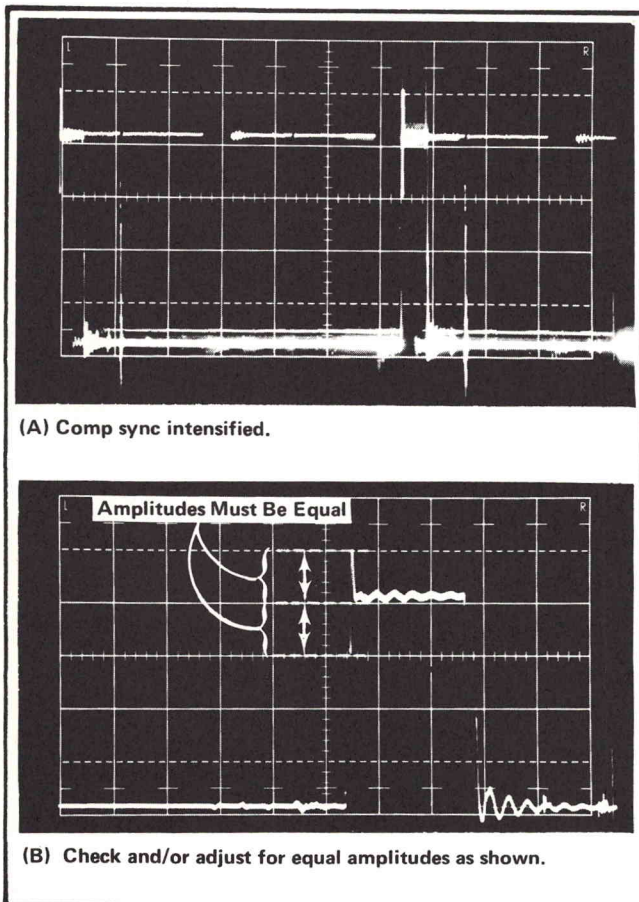 L R
(A) Comp sync intensified.
L R
Amplitudes Must Be Equal
(B) Check and/or adjust for equal amplitudes as shown.